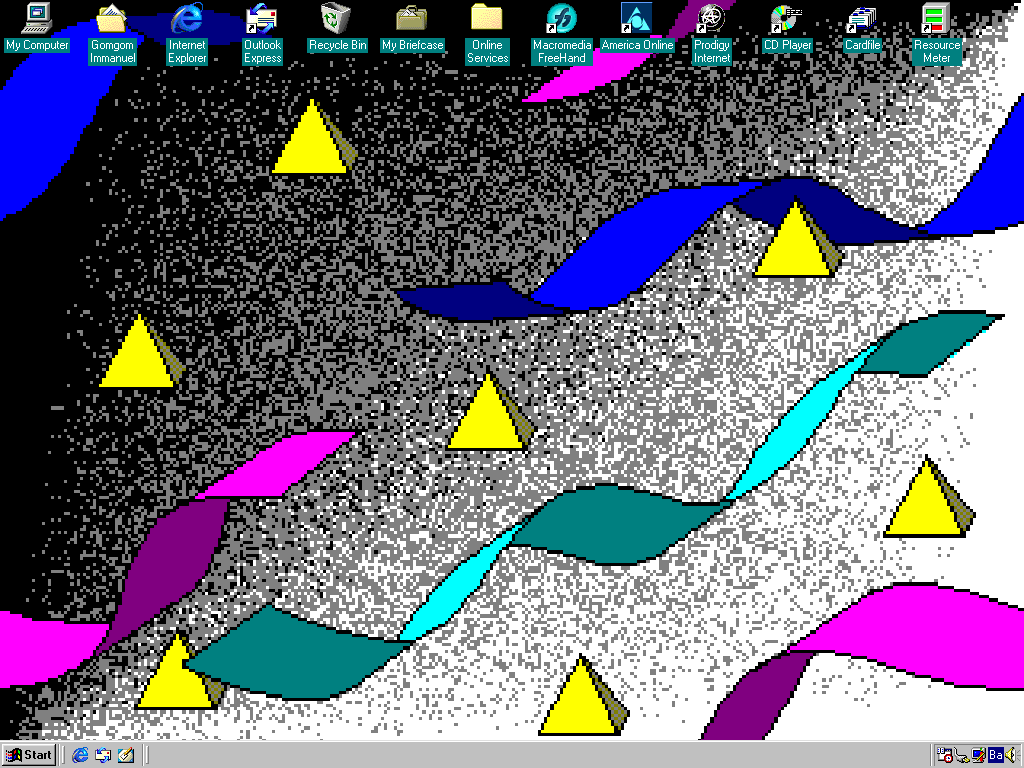 My Computer
Gomgom
Immanuel
Internet
Explorer
Outlook
Express
Recycle Bin
My Briefcase
Online
Services
Macromedia
FreeHand
America Online
Prodigy
Internet
CD Player
Cardfile
Resource
Meter
Start
Ba